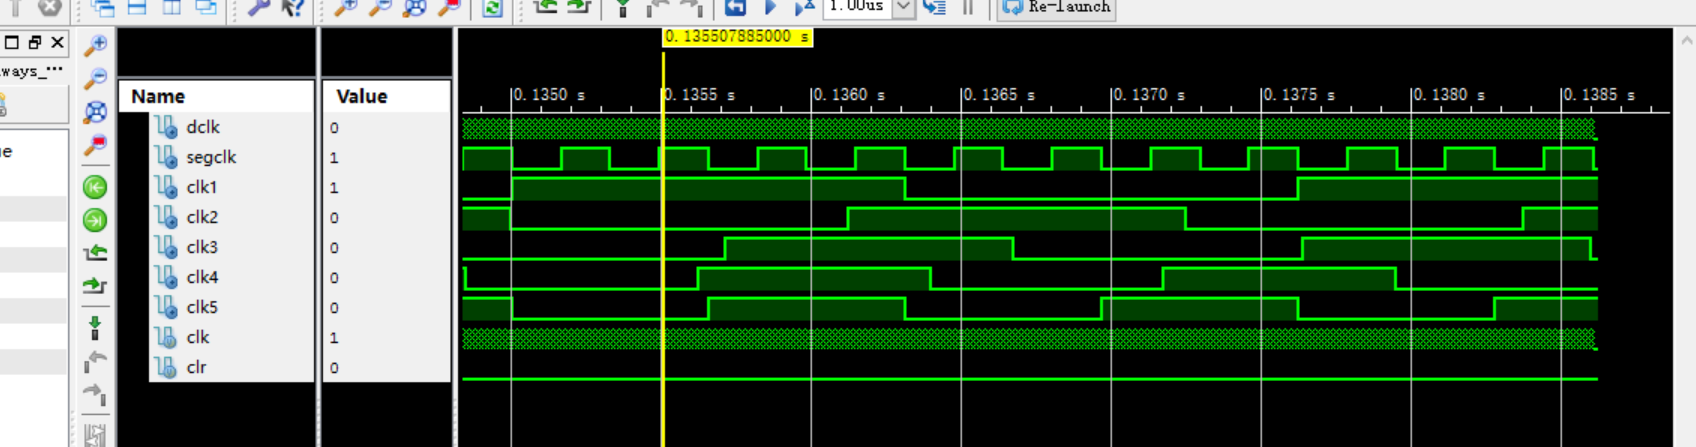 1.00us
Re-launch
ways_...
0.135507885000 s
Name
Value
0.1350 s
0.1355 s
0.1360 s
0.1365 s
0.1370 s
0.1375 s
0.1380 s
0.1385 s
dclk
0
segclk
1
clk1
1
clk2
0
clk3
0
clk4
0
clk5
0
clk
1
clr
0